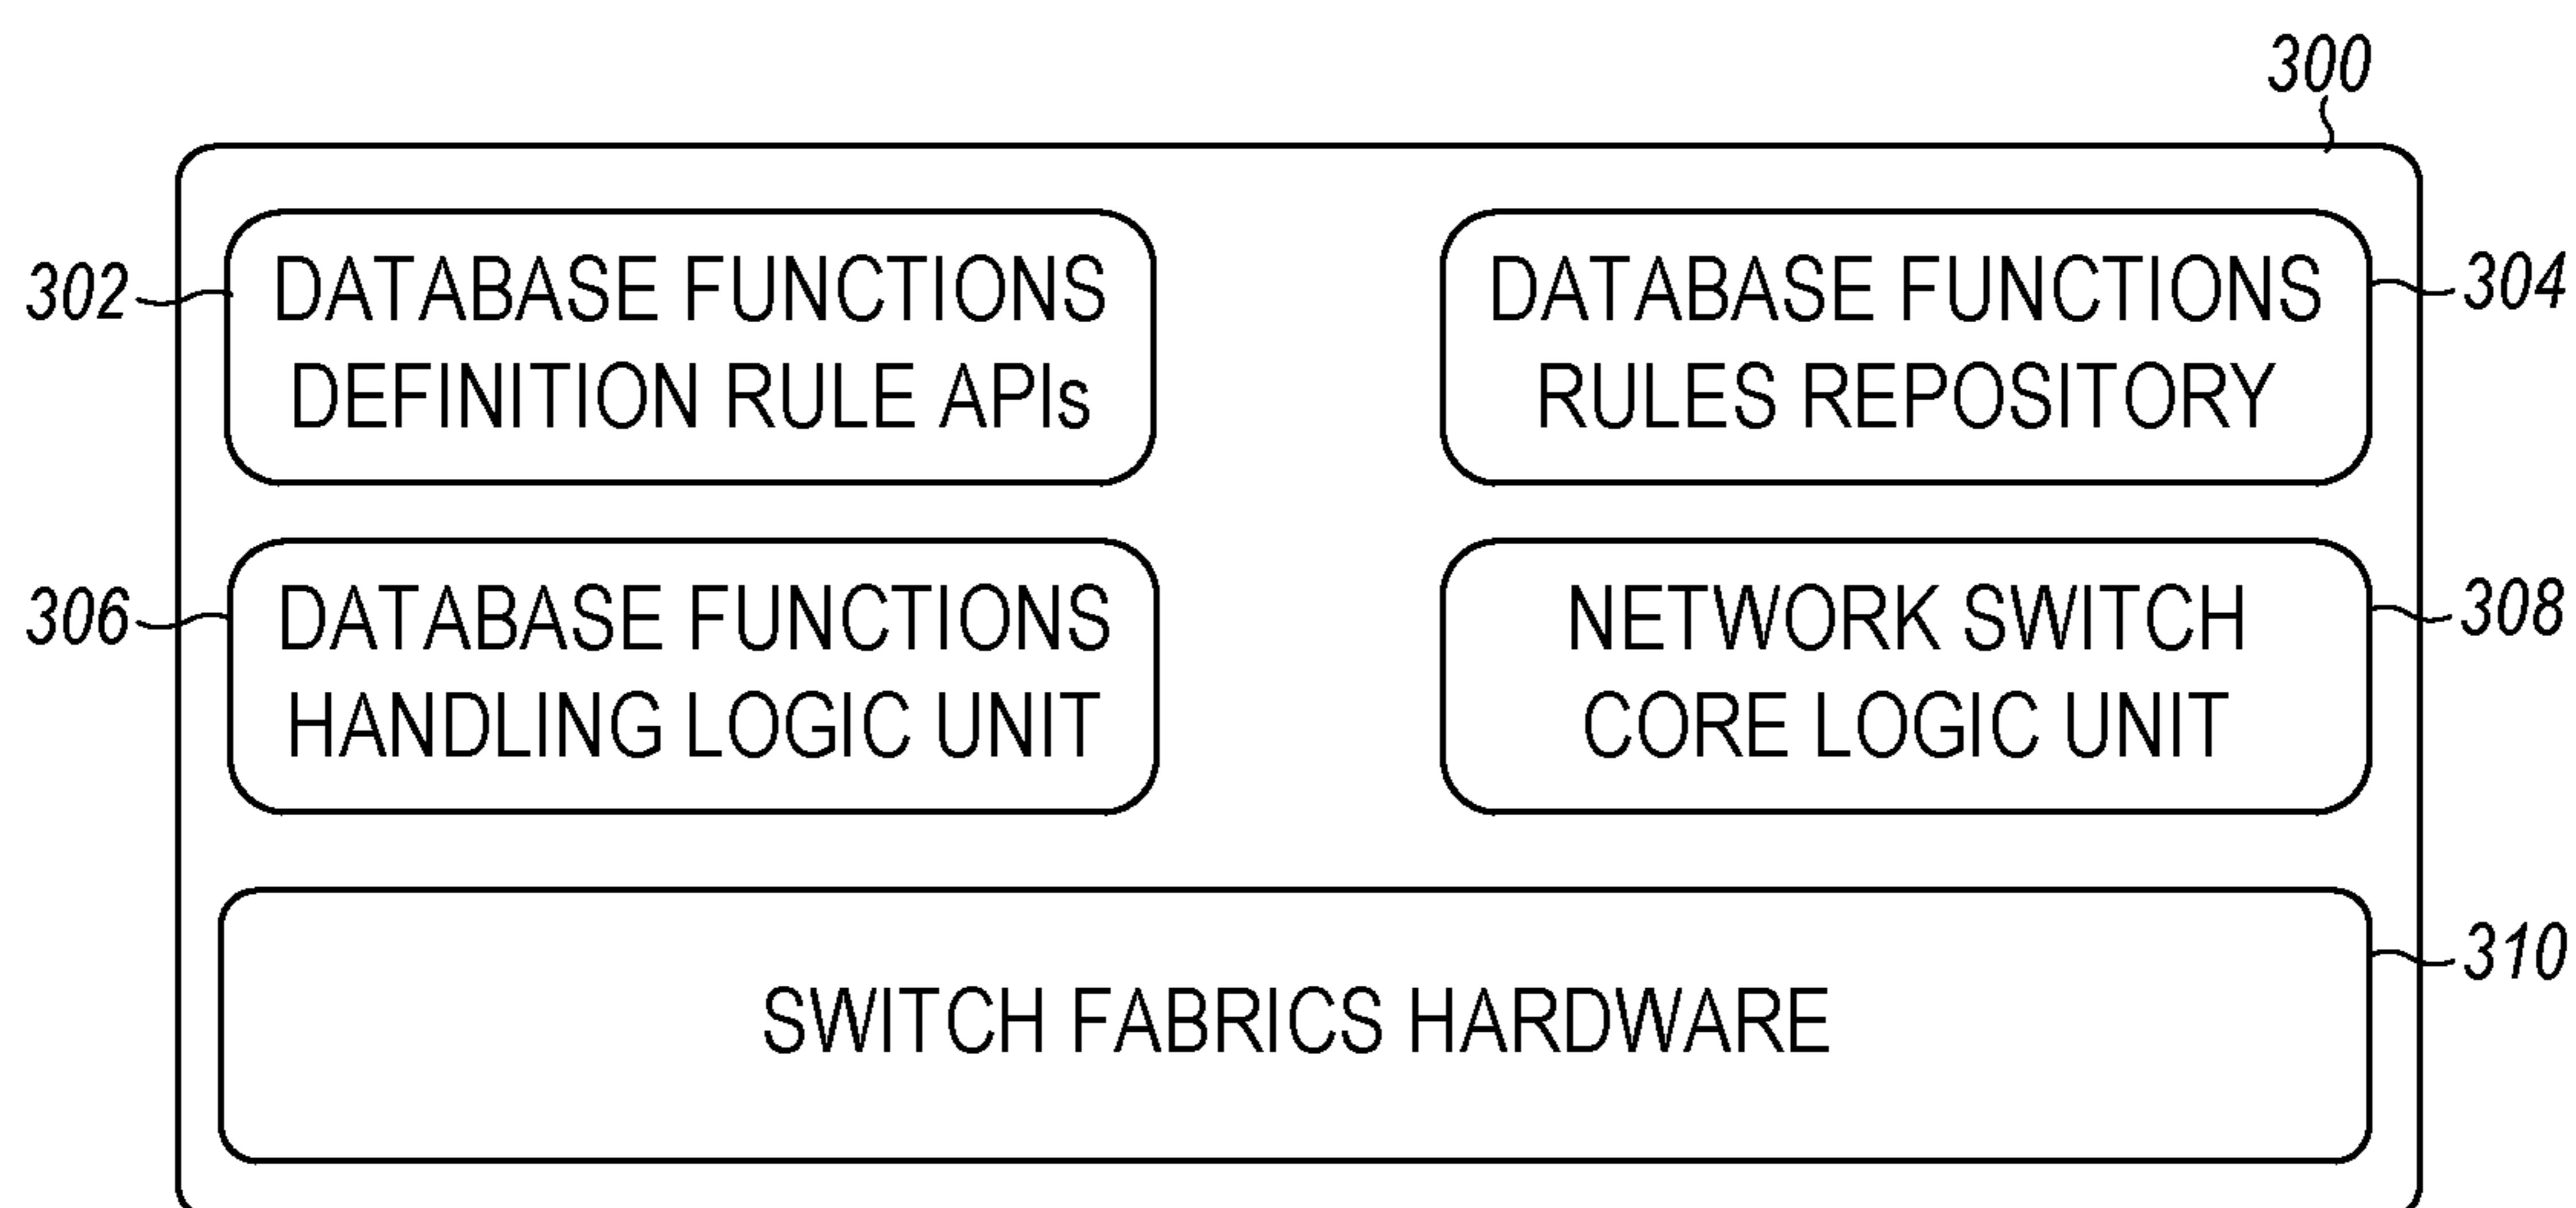 300
302
DATABASE FUNCTIONS
DEFINITION RULE APIs
DATABASE FUNCTIONS
RULES REPOSITORY
304
306
DATABASE FUNCTIONS
HANDLING LOGIC UNIT
NETWORK SWITCH
CORE LOGIC UNIT
308
SWITCH FABRICS HARDWARE
310